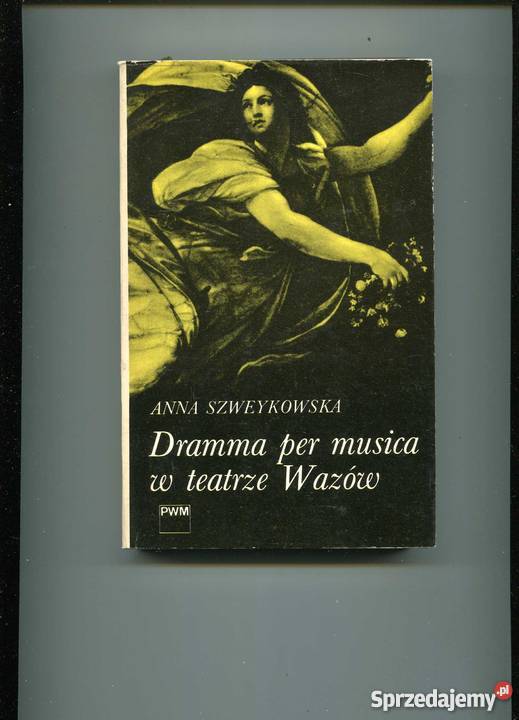 ANNA SZWEYKOWSKA
Dramma per musica
w teatrze Wazów
PWM
Sprzedajemy.pl